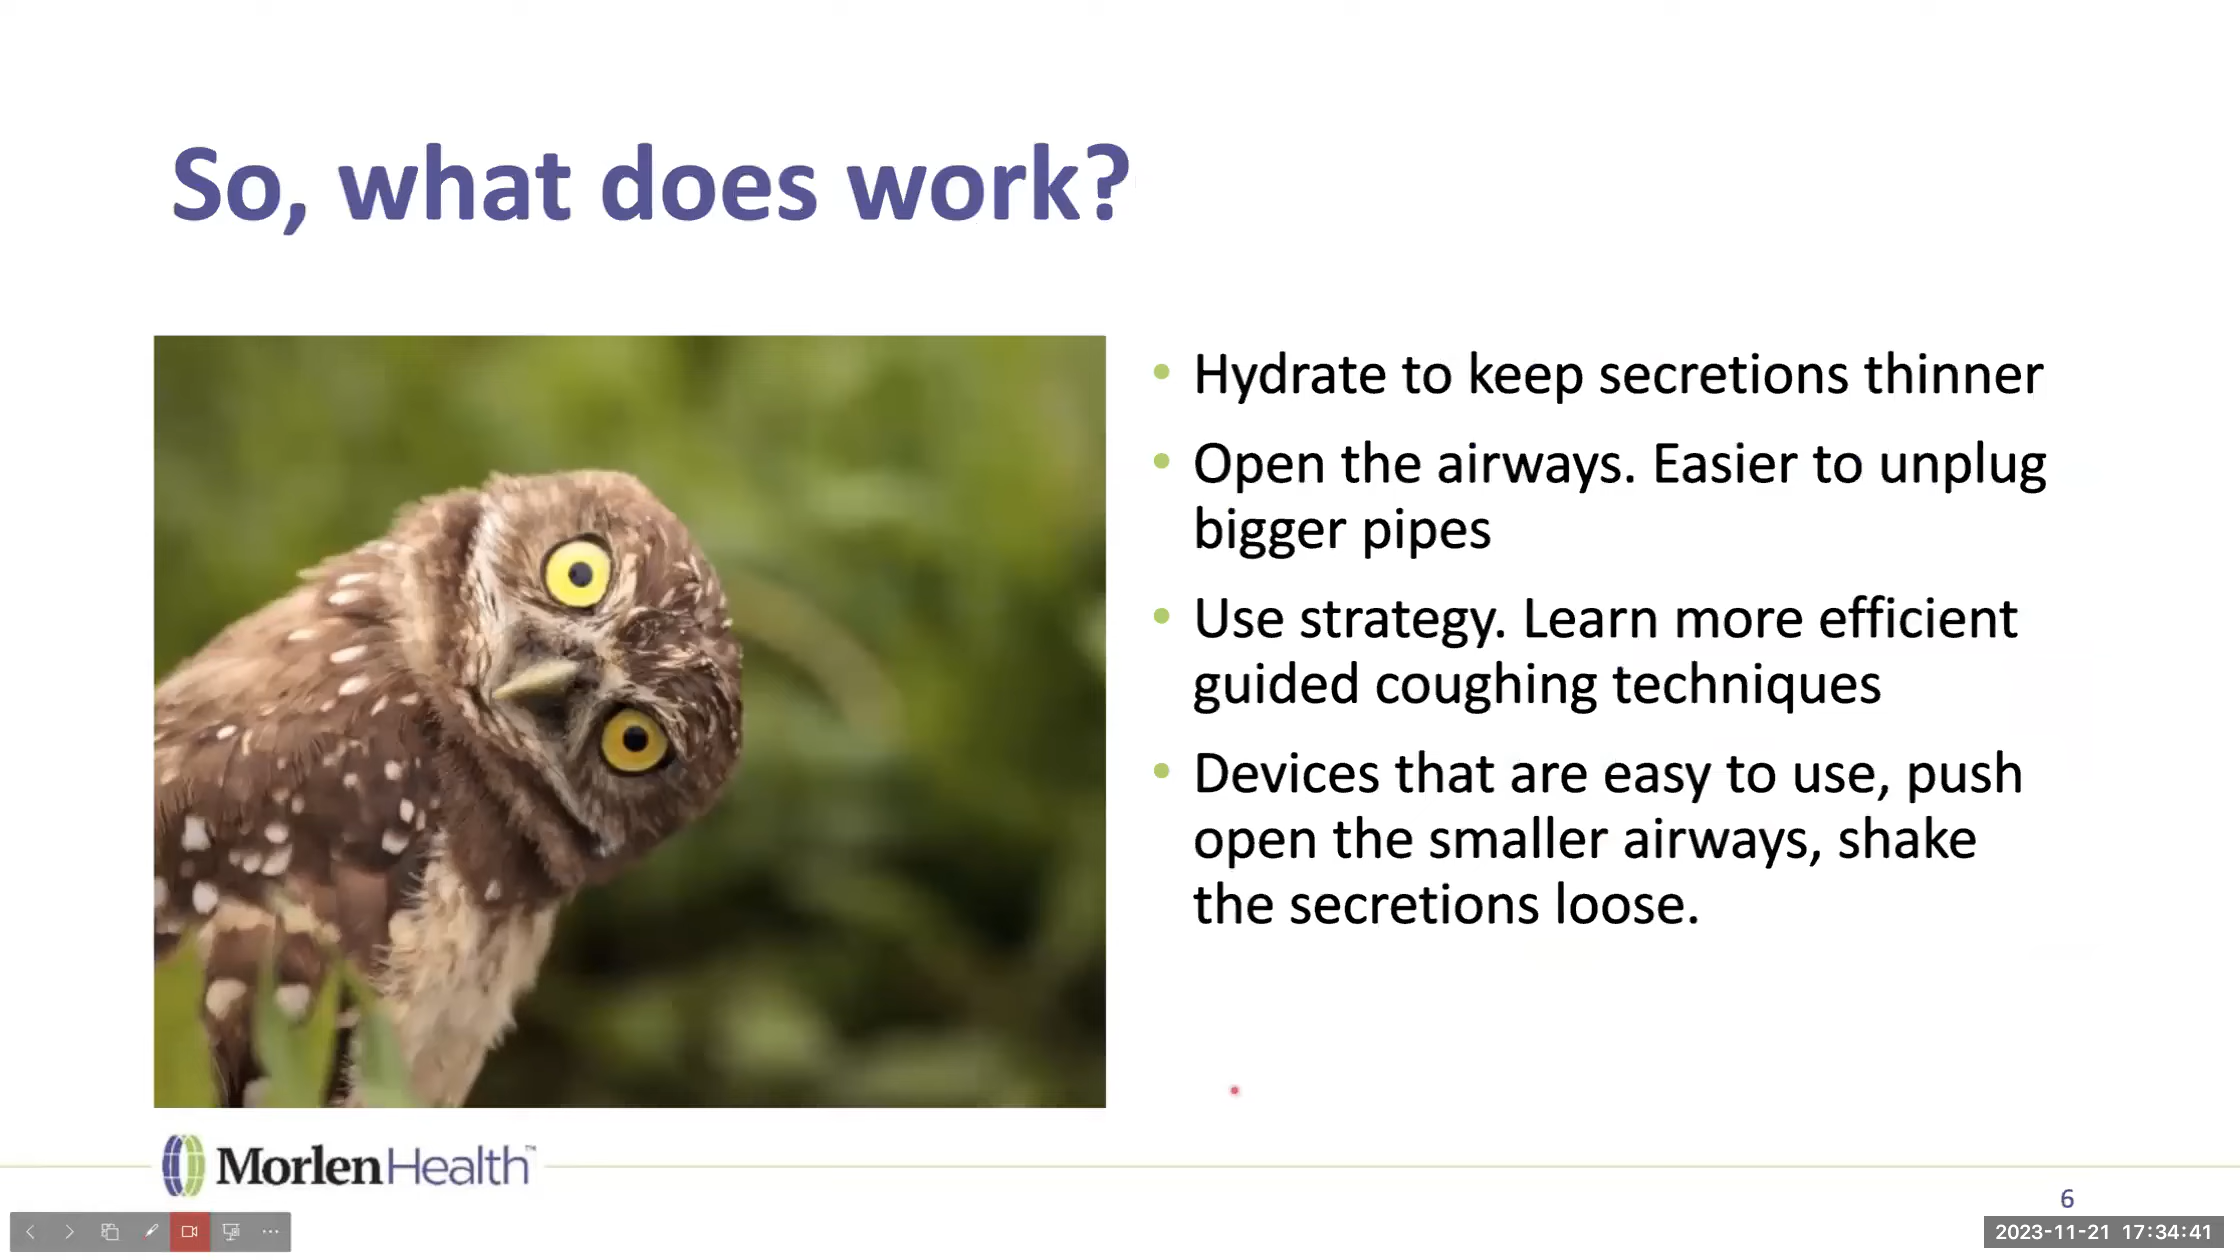 So, what does work?
• Hydrate to keep secretions thinner
• Open the airways. Easier to unplug
bigger pipes
• Use strategy. Learn more efficient
guided coughing techniques
• Devices that are easy to use, push
open the smaller airways, shake
the secretions loose.
MorlenHealth™
6
2023-11-21 17:34:41